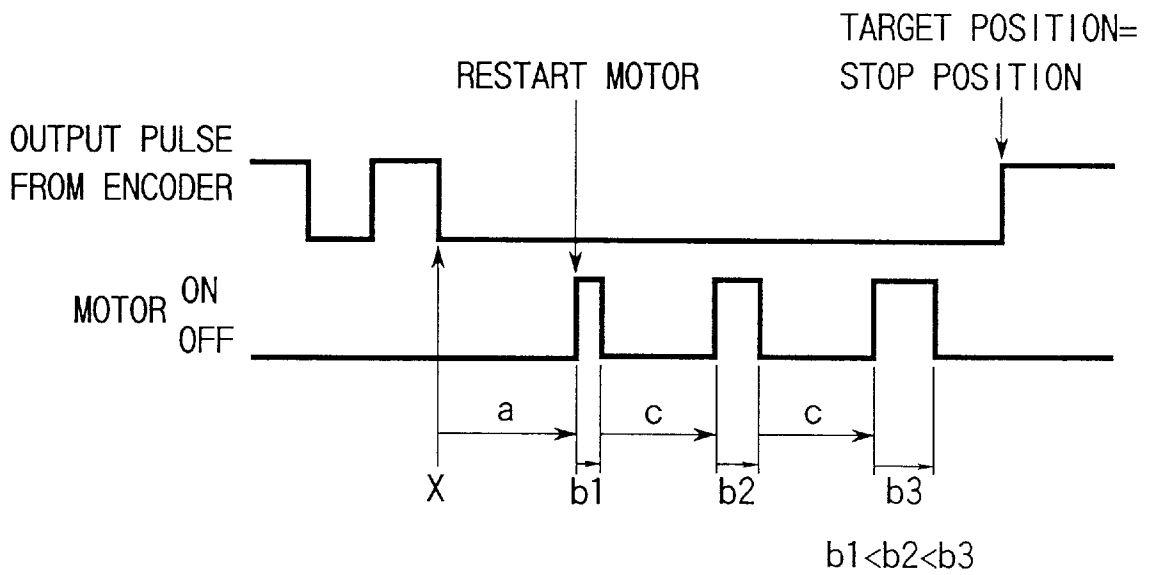 TARGET POSITION=
STOP POSITION
RESTART MOTOR
OUTPUT PULSE
FROM ENCODER
MOTOR ON
OFF
a
c
c
X
b1
b2
b3
b1<b2<b3